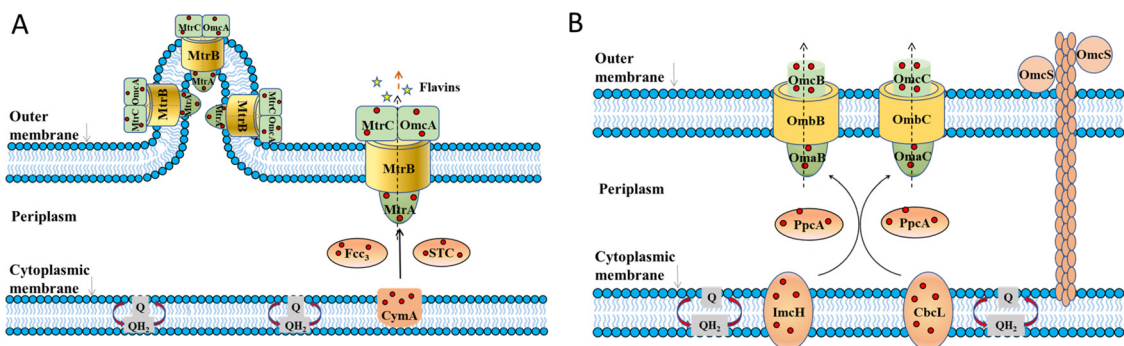 A
MtrC OmcA
MtrB
MtrA
MtrC OmcA
MtrB
MtrA
MtrC OmcA
MtrB
MtrA
Flavins
MtrC OmcA
MtrB
MtrA
Outer
membrane
Periplasm
Fcc3
STC
Cytoplasmic
membrane
Q
QH2
Q
QH2
CymA
B
Outer
membrane
OmcB
OmbB
OmaB
OmcC
OmbC
OmaC
OmcS
OmcS
Periplasm
PpcA
PpcA
Cytoplasmic
membrane
Q
QH2
ImcH
CbcL
Q
QH2